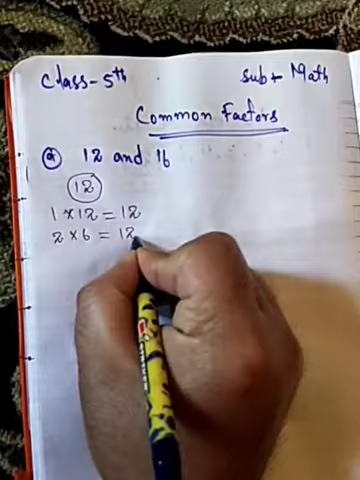 Class-5th
Sub- Math
Common Factors
a 12 and 16
12
1 × 12 = 12
2 × 6 = 12